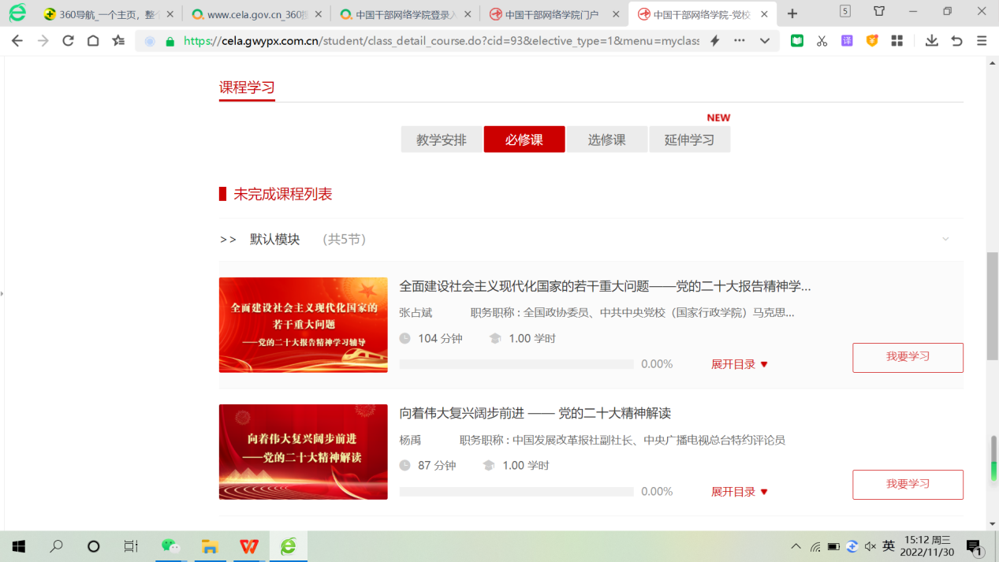 360导航_一个主页，整个
www.cela.gov.cn_360搜
中国干部网络学院登录入
中国干部网络学院门户
中国干部网络学院-党校
5
https://cela.gwypx.com.cn/student/class_detail_course.do?cid=93&elective_type=1&menu=myclass
译
课程学习
NEW
教学安排
必修课
选修课
延伸学习
未完成课程列表
>> 默认模块 （共5节）
全面建设社会主义现代化国家的
若干重大问题
——党的二十大报告精神学习辅导
全面建设社会主义现代化国家的若干重大问题——党的二十大报告精神学...
张占斌 职务职称 : 全国政协委员、中共中央党校（国家行政学院）马克思...
104 分钟 1.00 学时
0.00% 展开目录
我要学习
向着伟大复兴阔步前进
——党的二十大精神解读
向着伟大复兴阔步前进 —— 党的二十大精神解读
杨禹 职务职称 : 中国发展改革报社副社长、中央广播电视总台特约评论员
87 分钟 1.00 学时
0.00% 展开目录
我要学习
英
15:12 周三
2022/11/30
1